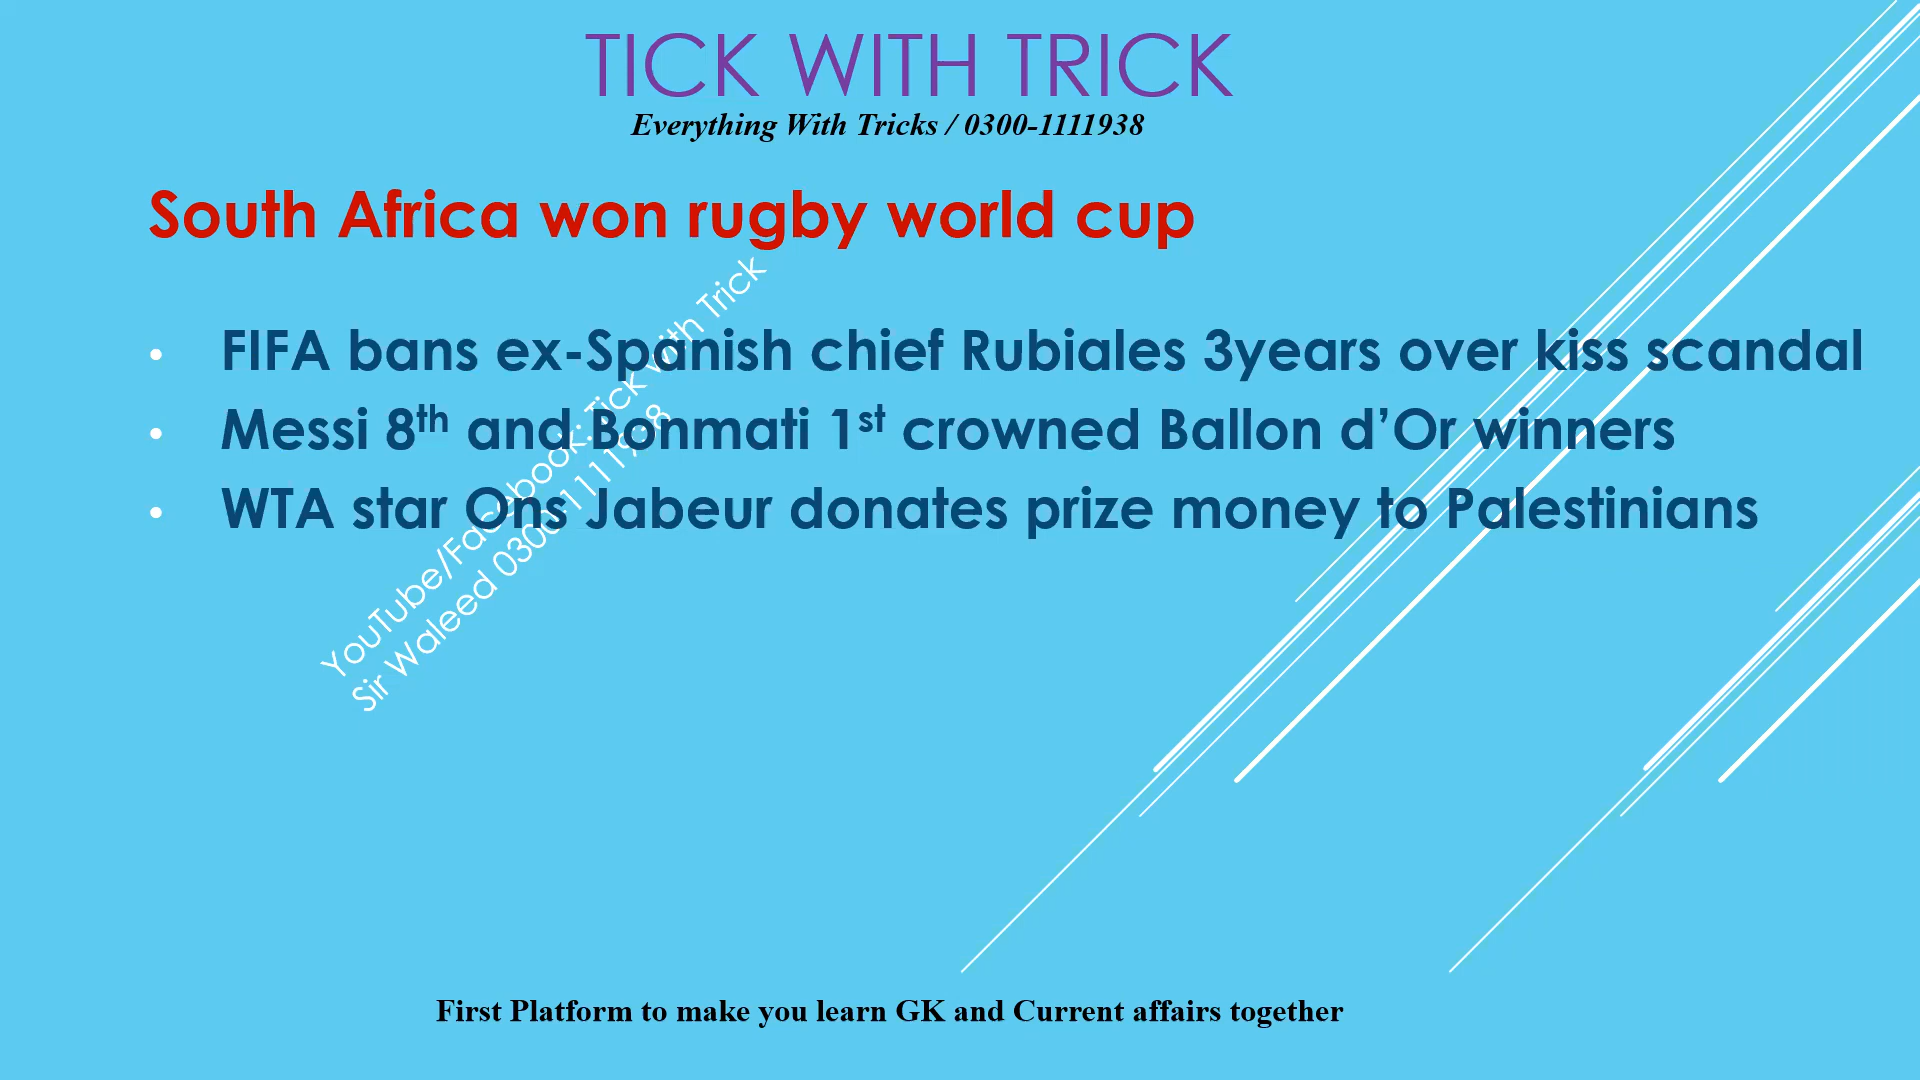 TICK WITH TRICK
Everything With Tricks / 0300-1111938
South Africa won rugby world cup
• FIFA bans ex-Spanish chief Rubiales 3years over kiss scandal
• Messi 8th and Bonmati 1st crowned Ballon d’Or winners
• WTA star Ons Jabeur donates prize money to Palestinians
YouTube/Facebook: Tick with Trick
Sir Waleed 0300-1111938
First Platform to make you learn GK and Current affairs together